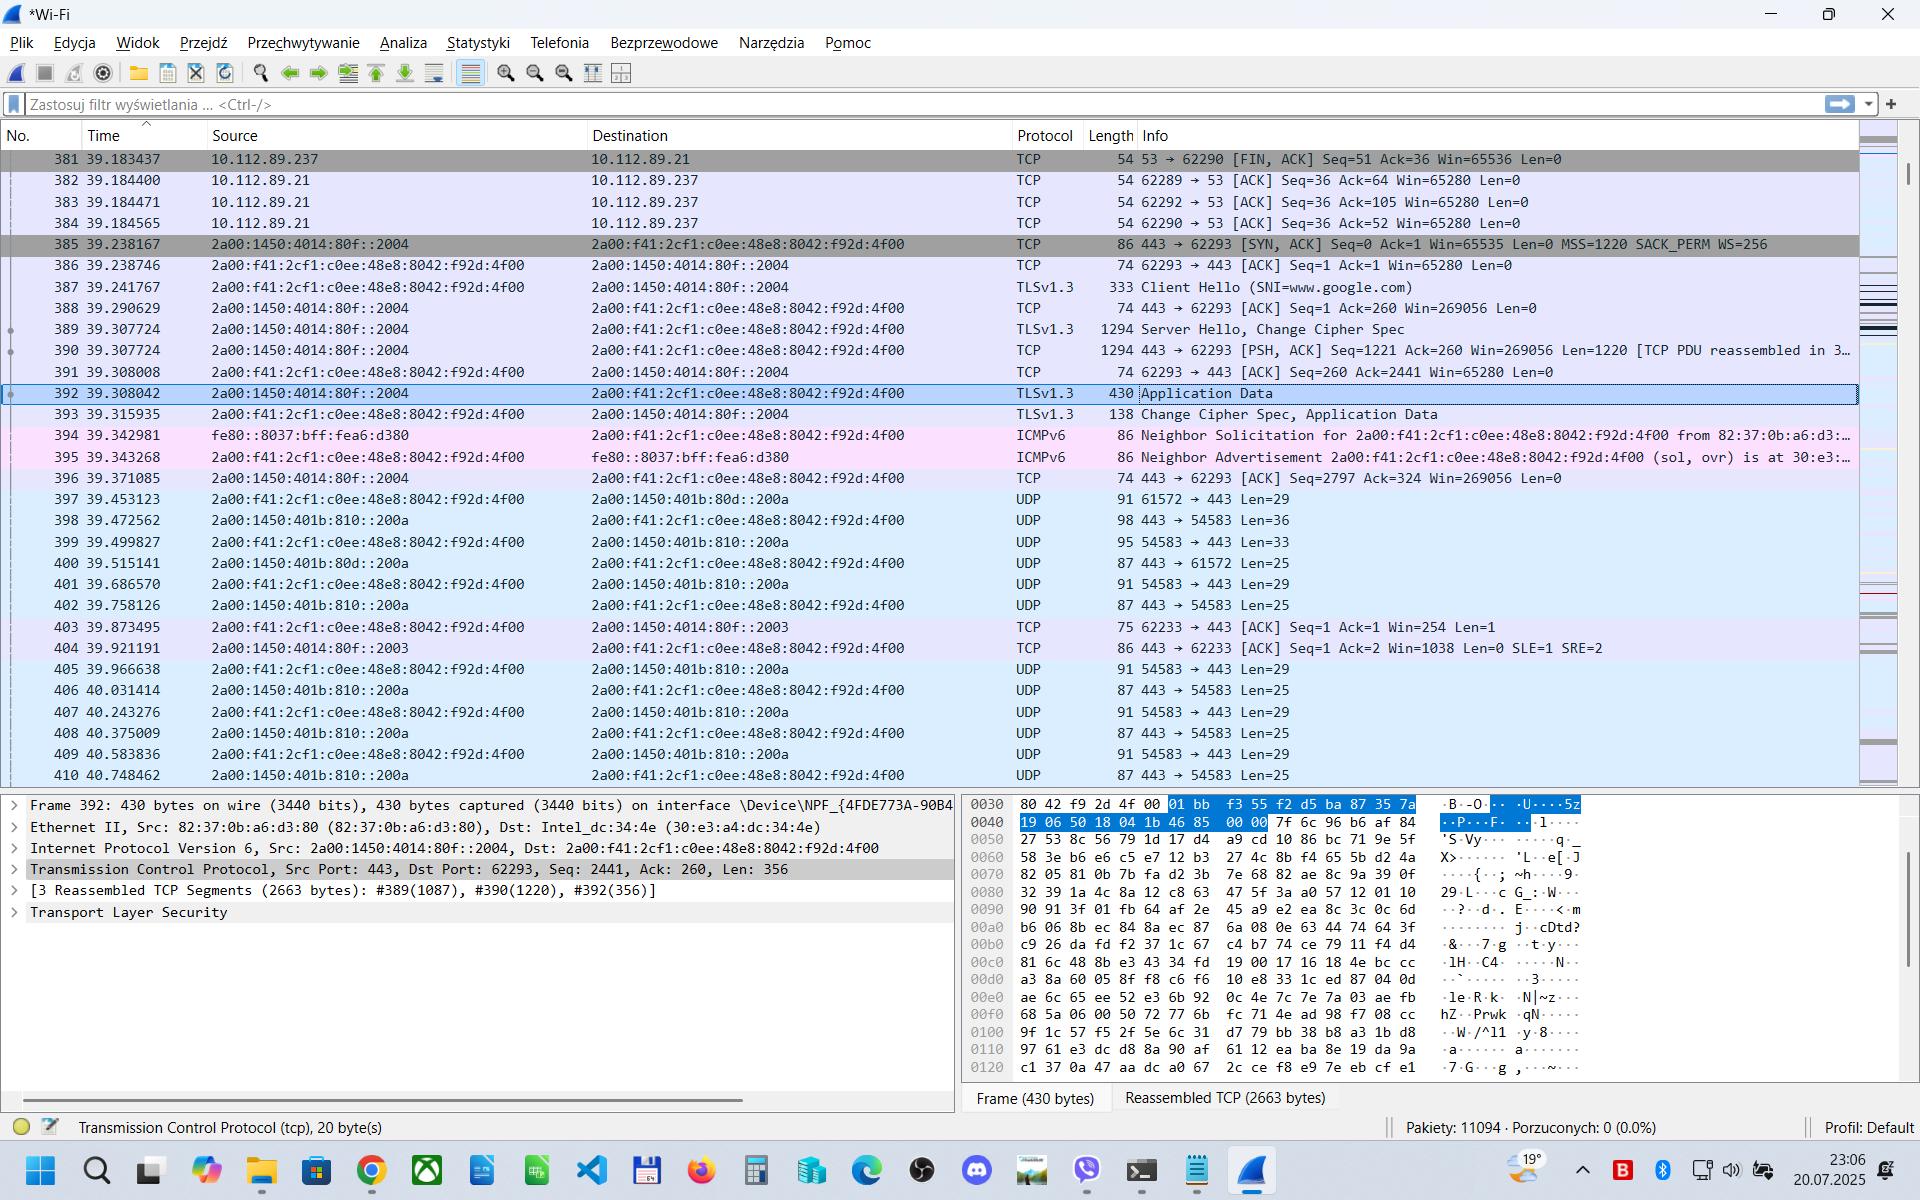 *Wi-Fi
Plik Edycja Widok Przejdź Przechwytywanie Analiza Statystyki Telefonia Bezprzewodowe Narzędzia Pomoc
Zastosuj filtr wyświetlania … <Ctrl-/>
No. Time Source Destination Protocol Length Info
381 39.183437 10.112.89.237 10.112.89.21 TCP 54 53 → 62290 [FIN, ACK] Seq=51 Ack=36 Win=65536 Len=0
382 39.184400 10.112.89.21 10.112.89.237 TCP 54 62289 → 53 [ACK] Seq=36 Ack=64 Win=65280 Len=0
383 39.184471 10.112.89.21 10.112.89.237 TCP 54 62292 → 53 [ACK] Seq=36 Ack=105 Win=65280 Len=0
384 39.184565 10.112.89.21 10.112.89.237 TCP 54 62290 → 53 [ACK] Seq=36 Ack=52 Win=65280 Len=0
385 39.238167 2a00:1450:4014:80f::2004 2a00:f41:2cf1:c0ee:48e8:8042:f92d:4f00 TCP 86 443 → 62293 [SYN, ACK] Seq=0 Ack=1 Win=65535 Len=0 MSS=1220 SACK_PERM WS=256
386 39.238746 2a00:f41:2cf1:c0ee:48e8:8042:f92d:4f00 2a00:1450:4014:80f::2004 TCP 74 62293 → 443 [ACK] Seq=1 Ack=1 Win=65280 Len=0
387 39.241767 2a00:f41:2cf1:c0ee:48e8:8042:f92d:4f00 2a00:1450:4014:80f::2004 TLSv1.3 333 Client Hello (SNI=www.google.com)
388 39.290629 2a00:1450:4014:80f::2004 2a00:f41:2cf1:c0ee:48e8:8042:f92d:4f00 TCP 74 443 → 62293 [ACK] Seq=1 Ack=260 Win=269056 Len=0
389 39.307724 2a00:1450:4014:80f::2004 2a00:f41:2cf1:c0ee:48e8:8042:f92d:4f00 TLSv1.3 1294 Server Hello, Change Cipher Spec
390 39.307724 2a00:1450:4014:80f::2004 2a00:f41:2cf1:c0ee:48e8:8042:f92d:4f00 TCP 1294 443 → 62293 [PSH, ACK] Seq=1221 Ack=260 Win=269056 Len=1220 [TCP PDU reassembled in 3…
391 39.308008 2a00:f41:2cf1:c0ee:48e8:8042:f92d:4f00 2a00:1450:4014:80f::2004 TCP 74 62293 → 443 [ACK] Seq=260 Ack=2441 Win=65280 Len=0
392 39.308042 2a00:1450:4014:80f::2004 2a00:f41:2cf1:c0ee:48e8:8042:f92d:4f00 TLSv1.3 430 Application Data
393 39.315935 2a00:f41:2cf1:c0ee:48e8:8042:f92d:4f00 2a00:1450:4014:80f::2004 TLSv1.3 138 Change Cipher Spec, Application Data
394 39.342981 fe80::8037:bff:fea6:d380 2a00:f41:2cf1:c0ee:48e8:8042:f92d:4f00 ICMPv6 86 Neighbor Solicitation for 2a00:f41:2cf1:c0ee:48e8:8042:f92d:4f00 from 82:37:0b:a6:d3:…
395 39.343268 2a00:f41:2cf1:c0ee:48e8:8042:f92d:4f00 fe80::8037:bff:fea6:d380 ICMPv6 86 Neighbor Advertisement 2a00:f41:2cf1:c0ee:48e8:8042:f92d:4f00 (sol, ovr) is at 30:e3:…
396 39.371085 2a00:1450:4014:80f::2004 2a00:f41:2cf1:c0ee:48e8:8042:f92d:4f00 TCP 74 443 → 62293 [ACK] Seq=2797 Ack=324 Win=269056 Len=0
397 39.453123 2a00:f41:2cf1:c0ee:48e8:8042:f92d:4f00 2a00:1450:401b:80d::200a UDP 91 61572 → 443 Len=29
398 39.472562 2a00:1450:401b:810::200a 2a00:f41:2cf1:c0ee:48e8:8042:f92d:4f00 UDP 98 443 → 54583 Len=36
399 39.499827 2a00:f41:2cf1:c0ee:48e8:8042:f92d:4f00 2a00:1450:401b:810::200a UDP 95 54583 → 443 Len=33
400 39.515141 2a00:1450:401b:80d::200a 2a00:f41:2cf1:c0ee:48e8:8042:f92d:4f00 UDP 87 443 → 61572 Len=25
401 39.686570 2a00:f41:2cf1:c0ee:48e8:8042:f92d:4f00 2a00:1450:401b:810::200a UDP 91 54583 → 443 Len=29
402 39.758126 2a00:1450:401b:810::200a 2a00:f41:2cf1:c0ee:48e8:8042:f92d:4f00 UDP 87 443 → 54583 Len=25
403 39.873495 2a00:f41:2cf1:c0ee:48e8:8042:f92d:4f00 2a00:1450:4014:80f::2003 TCP 75 62233 → 443 [ACK] Seq=1 Ack=1 Win=254 Len=1
404 39.921191 2a00:1450:4014:80f::2003 2a00:f41:2cf1:c0ee:48e8:8042:f92d:4f00 TCP 86 443 → 62233 [ACK] Seq=1 Ack=2 Win=1038 Len=0 SLE=1 SRE=2
405 39.966638 2a00:f41:2cf1:c0ee:48e8:8042:f92d:4f00 2a00:1450:401b:810::200a UDP 91 54583 → 443 Len=29
406 40.031414 2a00:1450:401b:810::200a 2a00:f41:2cf1:c0ee:48e8:8042:f92d:4f00 UDP 87 443 → 54583 Len=25
407 40.243276 2a00:f41:2cf1:c0ee:48e8:8042:f92d:4f00 2a00:1450:401b:810::200a UDP 91 54583 → 443 Len=29
408 40.375009 2a00:1450:401b:810::200a 2a00:f41:2cf1:c0ee:48e8:8042:f92d:4f00 UDP 87 443 → 54583 Len=25
409 40.583836 2a00:f41:2cf1:c0ee:48e8:8042:f92d:4f00 2a00:1450:401b:810::200a UDP 91 54583 → 443 Len=29
410 40.748462 2a00:1450:401b:810::200a 2a00:f41:2cf1:c0ee:48e8:8042:f92d:4f00 UDP 87 443 → 54583 Len=25
Frame 392: 430 bytes on wire (3440 bits), 430 bytes captured (3440 bits) on interface \Device\NPF_{4FDE773A-90B4
Ethernet II, Src: 82:37:0b:a6:d3:80 (82:37:0b:a6:d3:80), Dst: Intel_dc:34:4e (30:e3:a4:dc:34:4e)
Internet Protocol Version 6, Src: 2a00:1450:4014:80f::2004, Dst: 2a00:f41:2cf1:c0ee:48e8:8042:f92d:4f00
Transmission Control Protocol, Src Port: 443, Dst Port: 62293, Seq: 2441, Ack: 260, Len: 356
[3 Reassembled TCP Segments (2663 bytes): #389(1087), #390(1220), #392(356)]
Transport Layer Security
0030 80 42 f9 2d 4f 00 01 bb f3 55 f2 d5 ba 87 35 7a ·B·-O··· ·U····5z
0040 19 06 50 18 04 1b 46 85 00 00 7f 6c 96 b6 af 84 ··P···F· ···l····
0050 27 53 8c 56 79 1d 17 d4 a9 cd 10 86 bc 71 9e 5f 'S·Vy··· ·····q·_
0060 58 3e b6 e6 c5 e7 12 b3 27 4c 8b f4 65 5b d2 4a X>······ 'L··e[·J
0070 82 05 81 0b 7b fa d2 3b 7e 68 82 ae 8c 9a 39 0f ····{··; ~h····9·
0080 32 39 1a 4c 8a 12 c8 63 47 5f 3a a0 57 12 01 10 29·L···c G_:·W···
0090 90 91 3f 01 fb 64 af 2e 45 a9 e2 ea 8c 3c 0c 6d ··?··d·. E····<·m
00a0 b6 06 8b ec 84 8a ec 87 6a 08 0e 63 44 74 64 3f ········ j··cDtd?
00b0 c9 26 da fd f2 37 1c 67 c4 b7 74 ce 79 11 f4 d4 ·&···7·g ··t·y···
00c0 81 6c 48 8b e3 43 34 fd 19 00 17 16 18 4e bc cc ·lH··C4· ·····N··
00d0 a3 8a 60 05 8f f8 c6 f6 10 e8 33 1c ed 87 04 0d ··`····· ··3·····
00e0 ae 6c 65 ee 52 e3 6b 92 0c 4e 7c 7e 7a 03 ae fb ·le·R·k· ·N|~z···
00f0 68 5a 06 00 50 72 77 6b fc 71 4e ad 98 f7 08 cc hZ··Prwk ·qN·····
0100 9f 1c 57 f5 2f 5e 6c 31 d7 79 bb 38 b8 a3 1b d8 ··W·/^l1 ·y·8····
0110 97 61 e3 dc d8 8a 90 af 61 12 ea ba 8e 19 da 9a ·a······ a·······
0120 c1 37 0a 47 aa dc a0 67 2c ce f8 e9 7e eb cf e1 ·7·G···g ,···~···
Frame (430 bytes) Reassembled TCP (2663 bytes)
Transmission Control Protocol (tcp), 20 byte(s) Pakiety: 11094 · Porzuconych: 0 (0.0%) Profil: Default
19° 23:06
20.07.2025